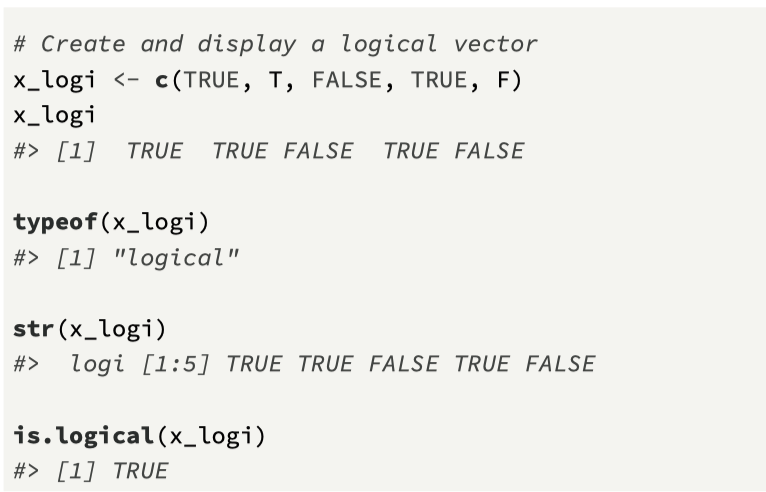 # Create and display a logical vector
x_logi <- c(TRUE, T, FALSE, TRUE, F)
x_logi
#> [1]  TRUE  TRUE FALSE  TRUE FALSE
typeof(x_logi)
#> [1] "logical"
str(x_logi)
#>  logi [1:5] TRUE TRUE FALSE TRUE FALSE
is.logical(x_logi)
#> [1] TRUE